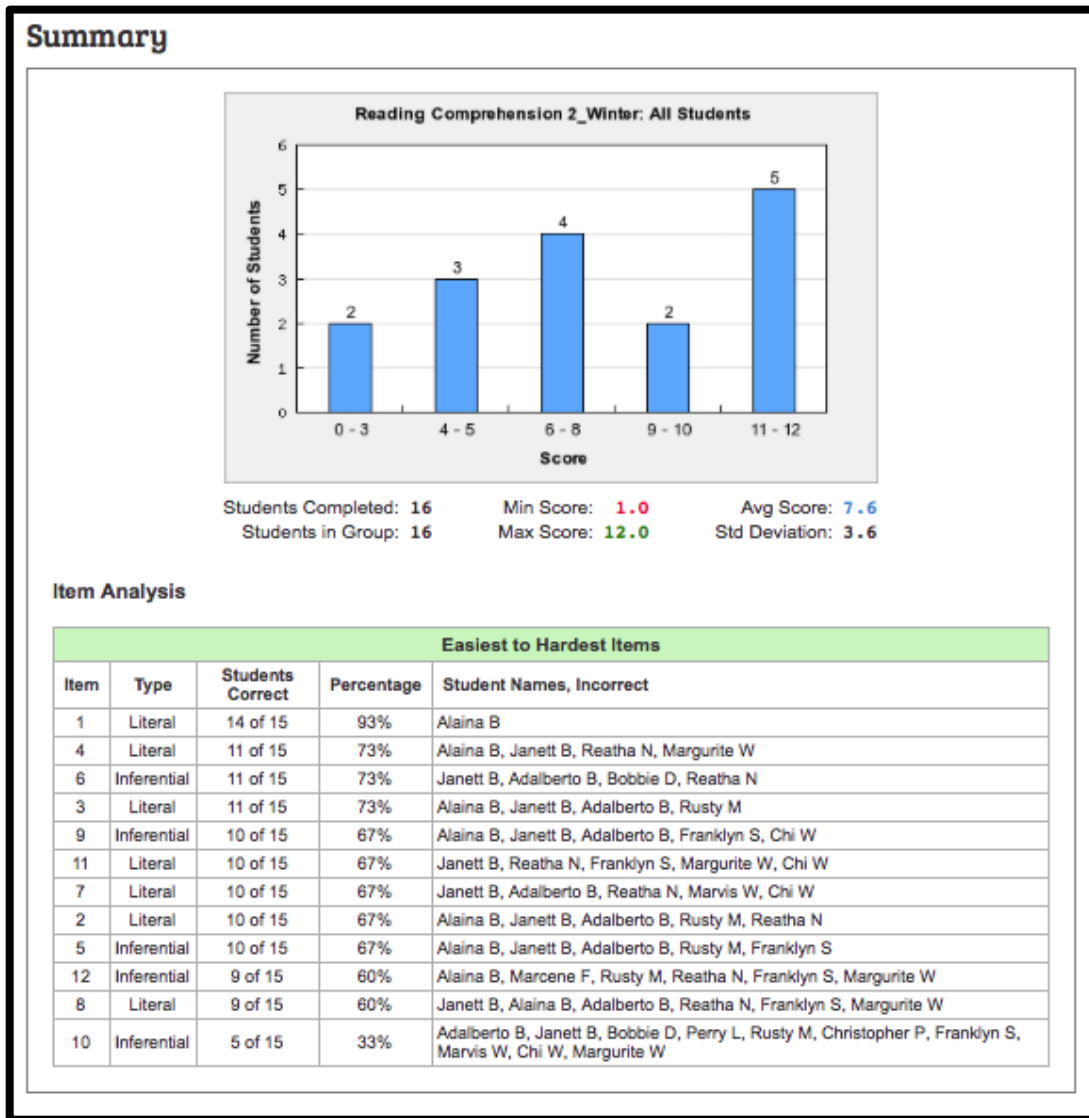 Summary
Reading Comprehension 2_Winter: All Students
Number of Students
6
5
4
3
2
1
0
2
3
4
2
5
0 - 3
4 - 5
6 - 8
9 - 10
11 - 12
Score
Students Completed: 16 Min Score: 1.0 Avg Score: 7.6
Students in Group: 16 Max Score: 12.0 Std Deviation: 3.6
Item Analysis
Easiest to Hardest Items
Item Type Students Correct Percentage Student Names, Incorrect
1 Literal 14 of 15 93% Alaina B
4 Literal 11 of 15 73% Alaina B, Janett B, Reatha N, Margurite W
6 Inferential 11 of 15 73% Janett B, Adalberto B, Bobbie D, Reatha N
3 Literal 11 of 15 73% Alaina B, Janett B, Adalberto B, Rusty M
9 Inferential 10 of 15 67% Alaina B, Janett B, Adalberto B, Franklyn S, Chi W
11 Literal 10 of 15 67% Janett B, Reatha N, Franklyn S, Margurite W, Chi W
7 Literal 10 of 15 67% Janett B, Adalberto B, Reatha N, Marvis W, Chi W
2 Literal 10 of 15 67% Alaina B, Janett B, Adalberto B, Rusty M, Reatha N
5 Inferential 10 of 15 67% Alaina B, Janett B, Adalberto B, Rusty M, Franklyn S
12 Inferential 9 of 15 60% Alaina B, Marcene F, Rusty M, Reatha N, Franklyn S, Margurite W
8 Literal 9 of 15 60% Janett B, Alaina B, Adalberto B, Reatha N, Franklyn S, Margurite W
10 Inferential 5 of 15 33% Adalberto B, Janett B, Bobbie D, Perry L, Rusty M, Christopher P, Franklyn S,
Marvis W, Chi W, Margurite W